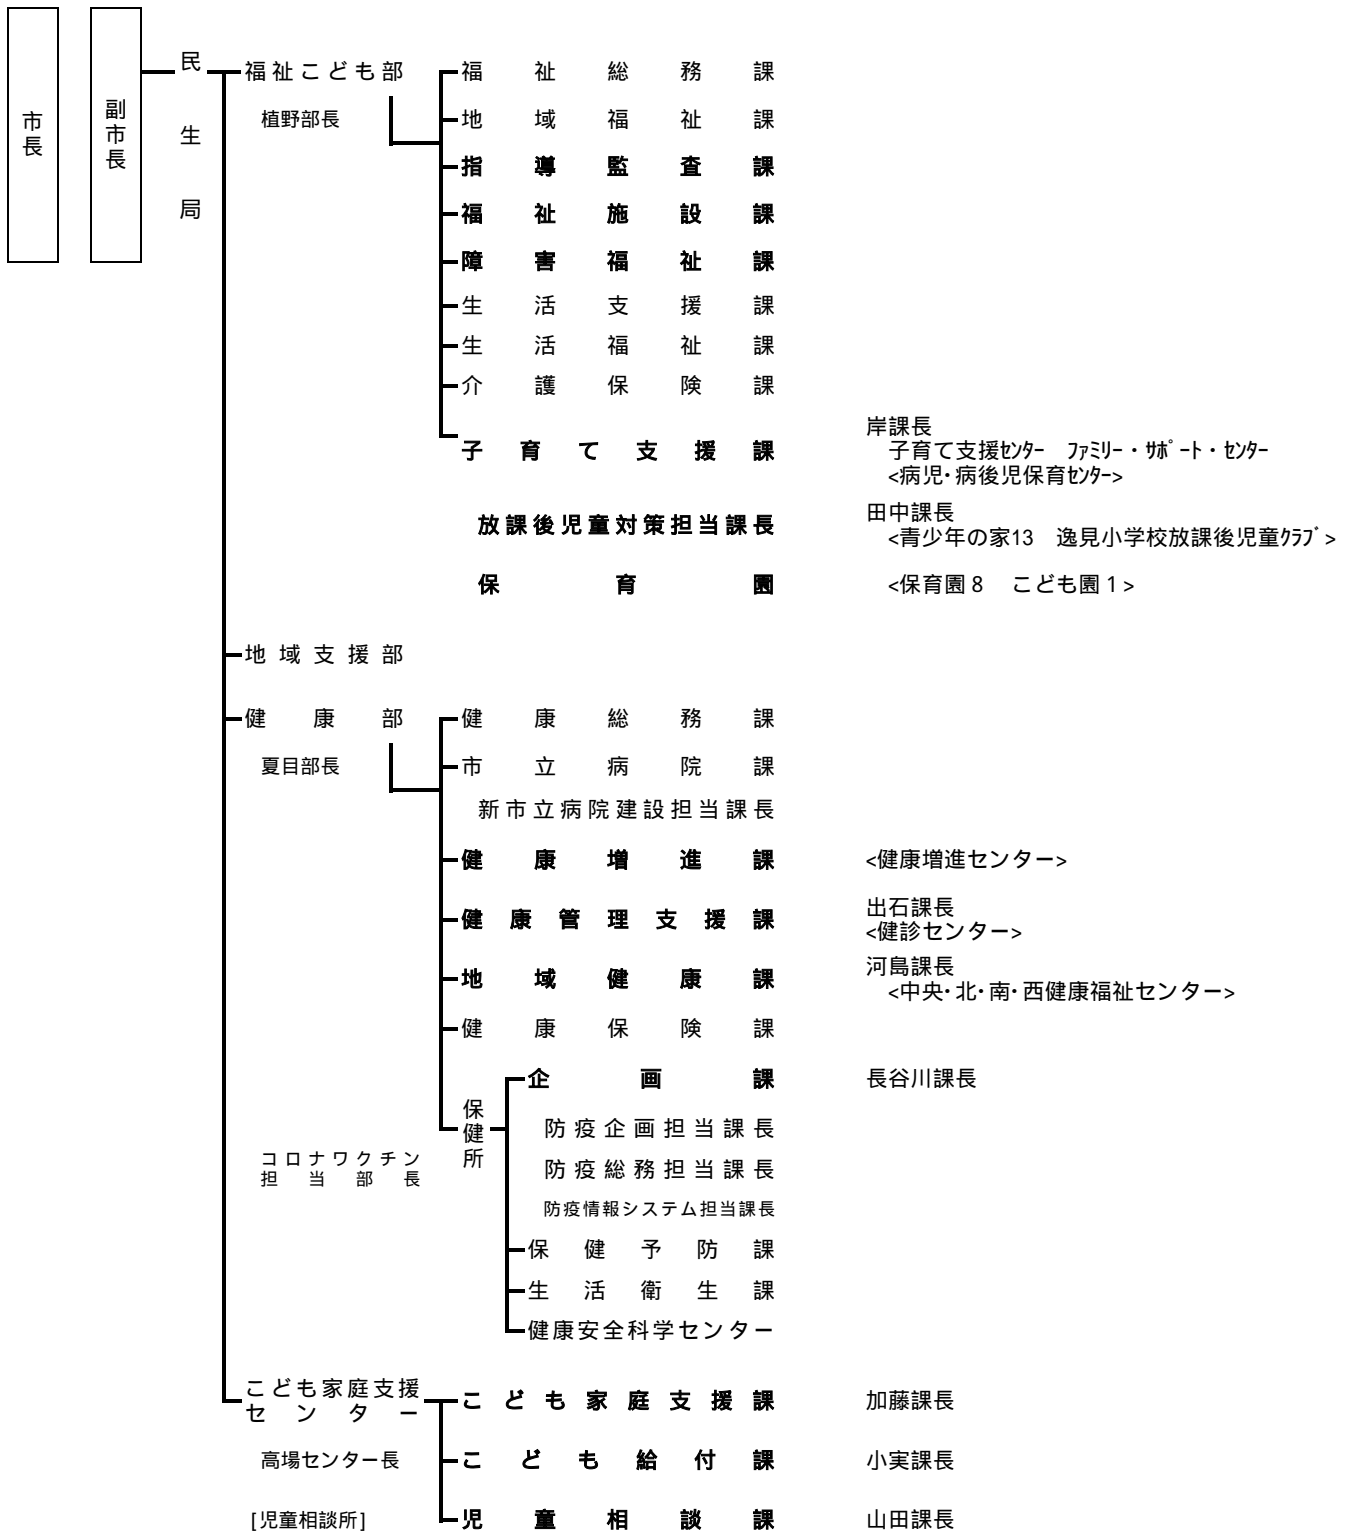 市長
副市長
民生局
福祉こども部
植野部長
福祉総務課
地域福祉課
指導監査課
福祉施設課
障害福祉課
生活支援課
生活福祉課
介護保険課
子育て支援課
岸課長
子育て支援ｾﾝﾀｰ　ﾌｧﾐﾘｰ・ｻﾎﾟｰﾄ・ｾﾝﾀｰ
<病児・病後児保育ｾﾝﾀｰ>
放課後児童対策担当課長
田中課長
<青少年の家13　逸見小学校放課後児童ｸﾗﾌﾞ>
保育園
<保育園８　こども園１>
地域支援部
健康部
夏目部長
健康総務課
市立病院課
新市立病院建設担当課長
健康増進課
<健康増進センター>
健康管理支援課
出石課長
<健診センター>
地域健康課
河島課長
<中央・北・南・西健康福祉センター>
健康保険課
保健所
企画課
長谷川課長
防疫企画担当課長
コロナワクチン
担当部長
防疫総務担当課長
防疫情報システム担当課長
保健予防課
生活衛生課
健康安全科学センター
こども家庭支援
センター
高場センター長
[児童相談所]
こども家庭支援課
加藤課長
こども給付課
小実課長
児童相談課
山田課長